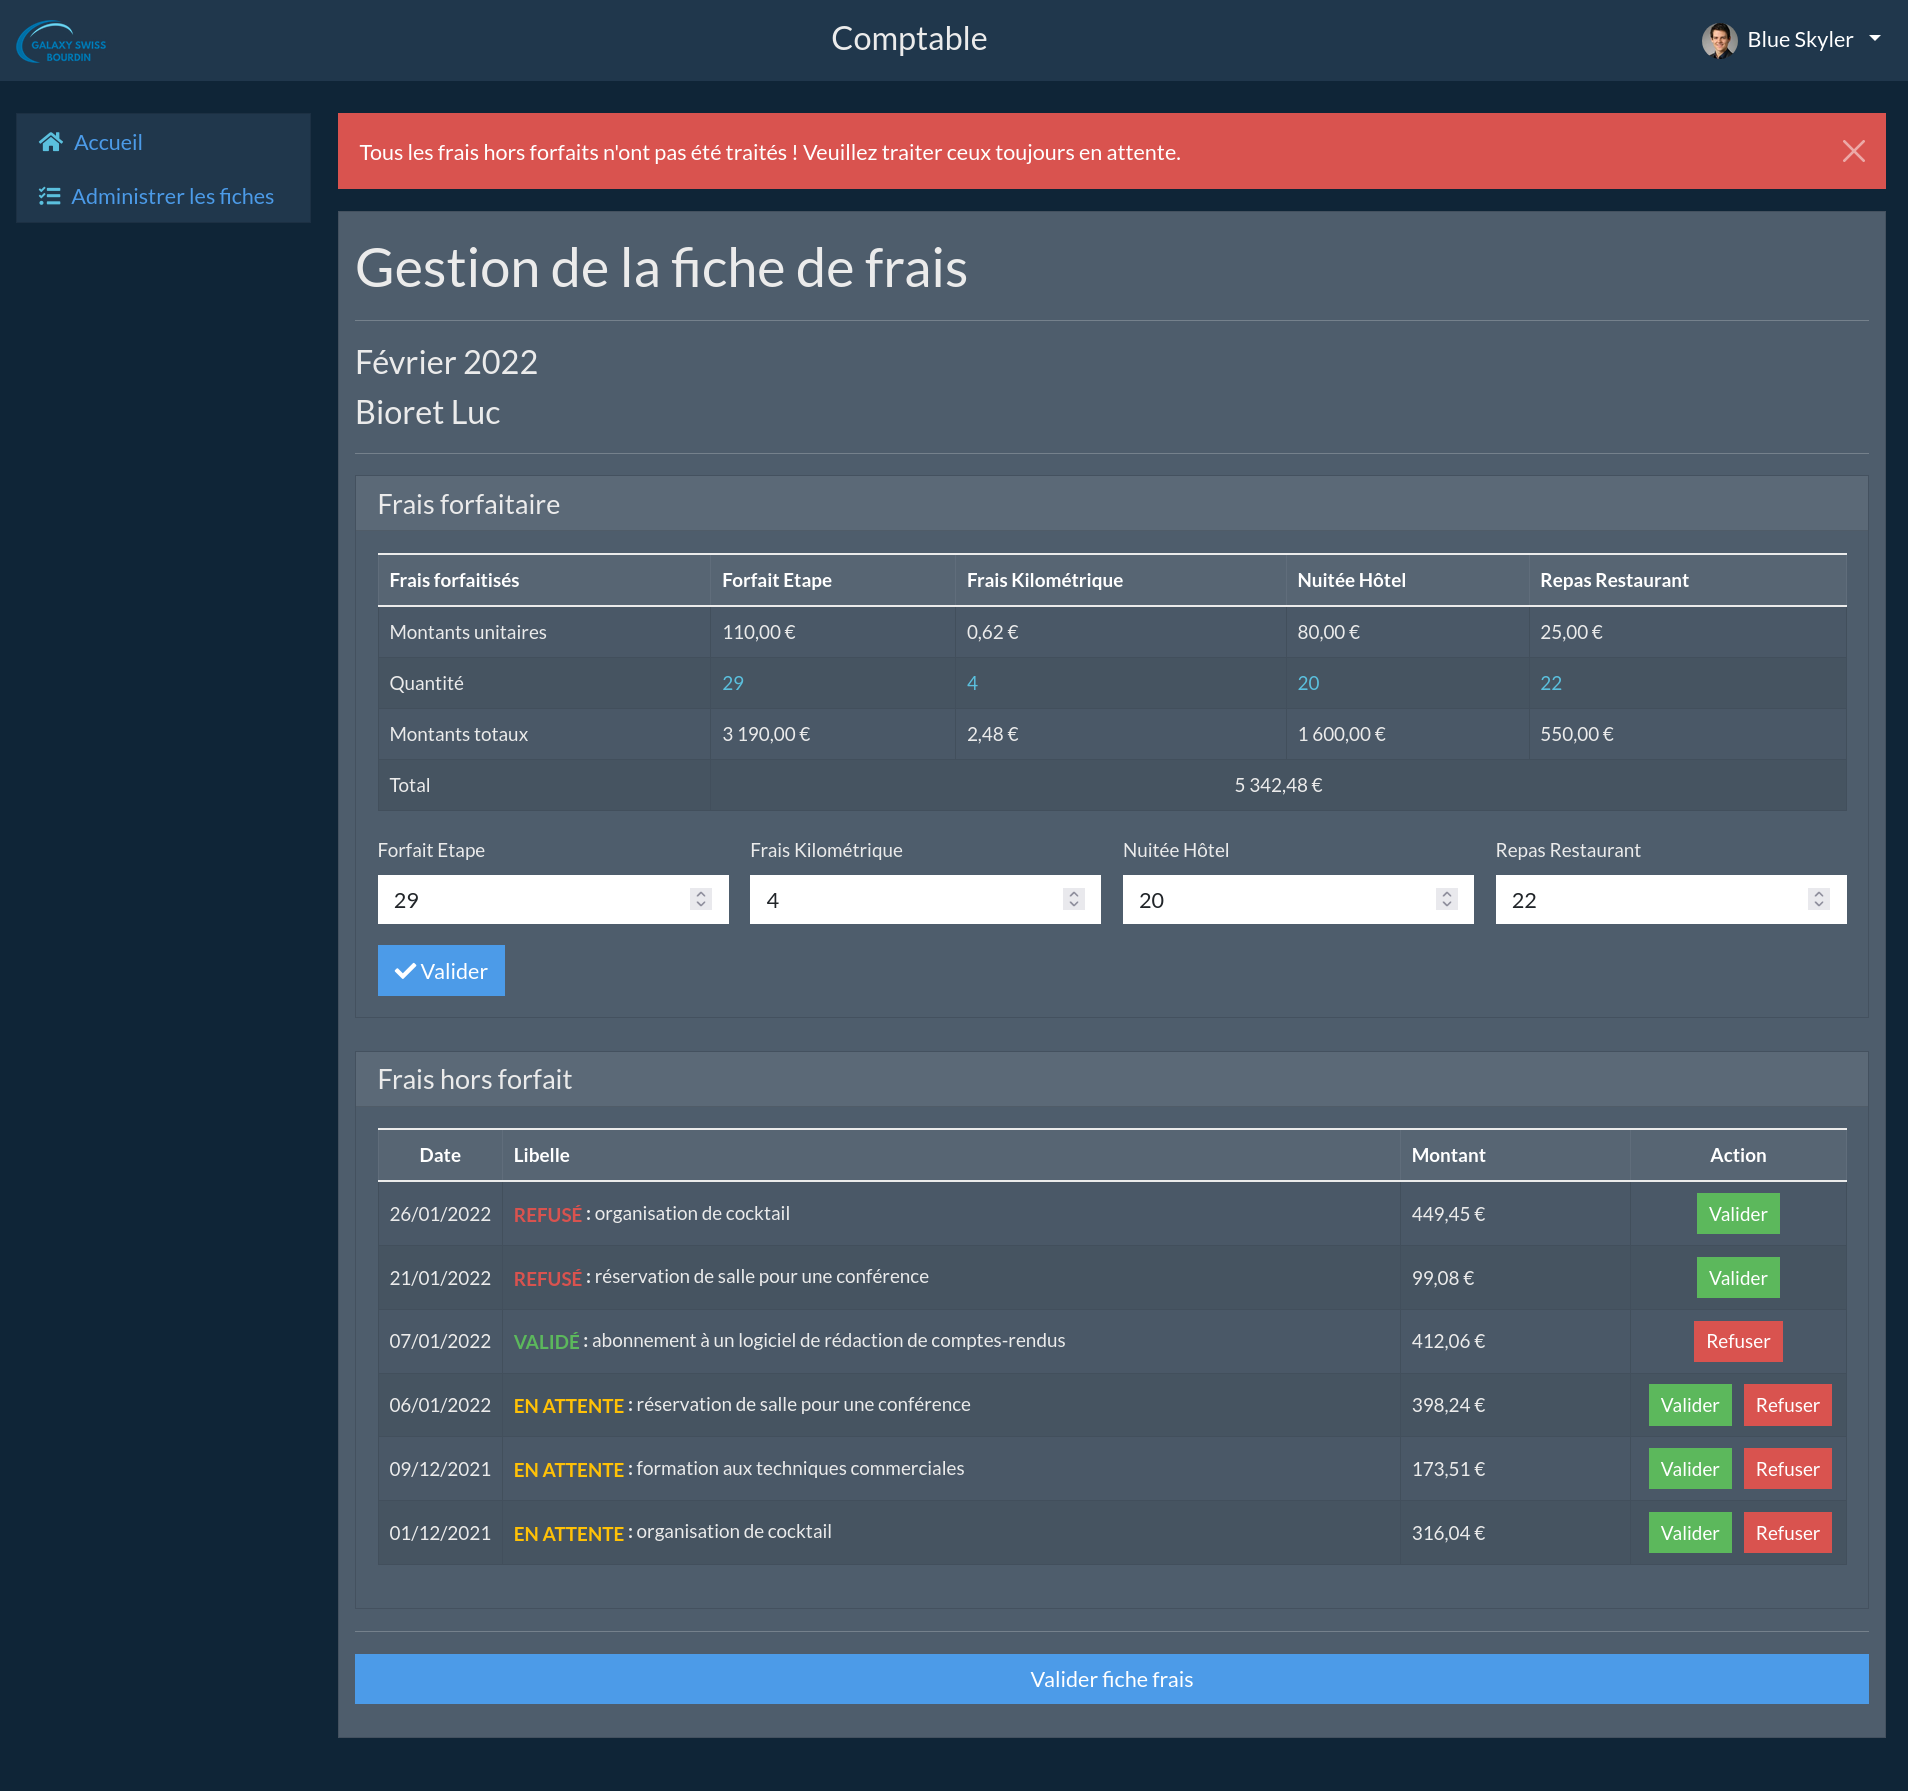 GALAXY SWISS
BOURDIN
Comptable
Blue Skyler
Accueil
Administrer les fiches
Tous les frais hors forfaits n'ont pas été traités ! Veuillez traiter ceux toujours en attente.
Gestion de la fiche de frais
Février 2022
Bioret Luc
Frais forfaitaire
Frais forfaitisés Forfait Etape Frais Kilométrique Nuitée Hôtel Repas Restaurant
Montants unitaires 110,00 € 0,62 € 80,00 € 25,00 €
Quantité 29 4 20 22
Montants totaux 3 190,00 € 2,48 € 1 600,00 € 550,00 €
Total 5 342,48 €
Forfait Etape Frais Kilométrique Nuitée Hôtel Repas Restaurant
29 4 20 22
Valider
Frais hors forfait
Date Libelle Montant Action
26/01/2022 REFUSÉ : organisation de cocktail 449,45 € Valider
21/01/2022 REFUSÉ : réservation de salle pour une conférence 99,08 € Valider
07/01/2022 VALIDÉ : abonnement à un logiciel de rédaction de comptes-rendus 412,06 € Refuser
06/01/2022 EN ATTENTE : réservation de salle pour une conférence 398,24 € Valider Refuser
09/12/2021 EN ATTENTE : formation aux techniques commerciales 173,51 € Valider Refuser
01/12/2021 EN ATTENTE : organisation de cocktail 316,04 € Valider Refuser
Valider fiche frais